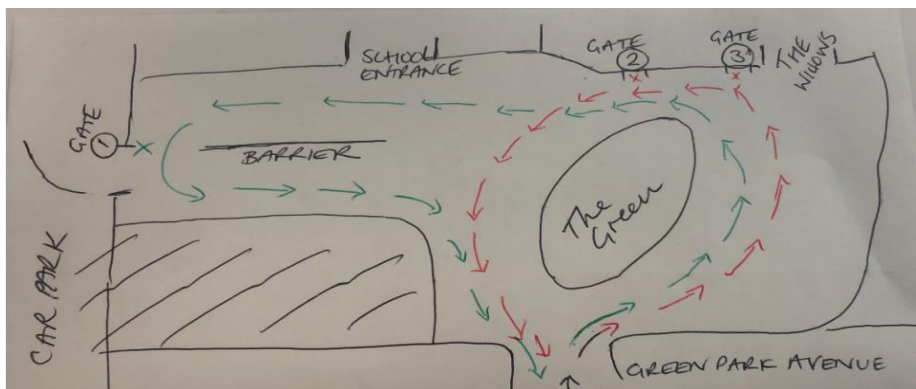 SCHOOL
ENTRANCE
GATE
2
GATE
3
THE
WILLOWS
GATE
1
BARRIER
The
Green
CAR PARK
GREEN PARK AVENUE